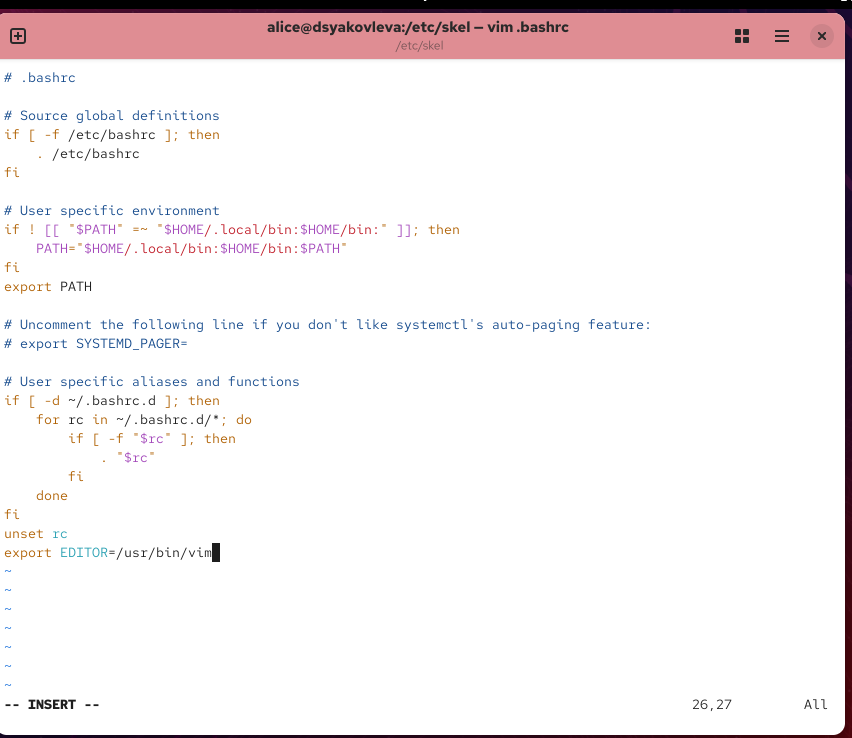 alice@dsyakovleva:/etc/skel — vim .bashrc
/etc/skel
# .bashrc

# Source global definitions
if [ -f /etc/bashrc ]; then
    . /etc/bashrc
fi

# User specific environment
if ! [[ "$PATH" =~ "$HOME/.local/bin:$HOME/bin:" ]]; then
    PATH="$HOME/.local/bin:$HOME/bin:$PATH"
fi
export PATH

# Uncomment the following line if you don't like systemctl's auto-paging feature:
# export SYSTEMD_PAGER=

# User specific aliases and functions
if [ -d ~/.bashrc.d ]; then
    for rc in ~/.bashrc.d/*; do
        if [ -f "$rc" ]; then
            . "$rc"
        fi
    done
fi
unset rc
export EDITOR=/usr/bin/vim
~
~
~
~
~
~
~
-- INSERT -- 26,27 All